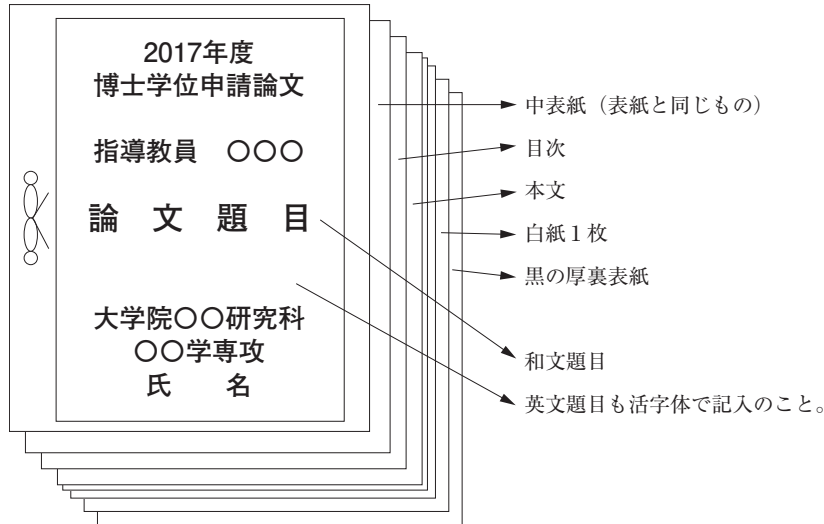 2017年度
博士学位申請論文
指導教員　○○○
論　文　題　目
大学院○○研究科
○○学専攻
氏　　名
中表紙（表紙と同じもの）
目次
本文
白紙１枚
黒の厚裏表紙
和文題目
英文題目も活字体で記入のこと。